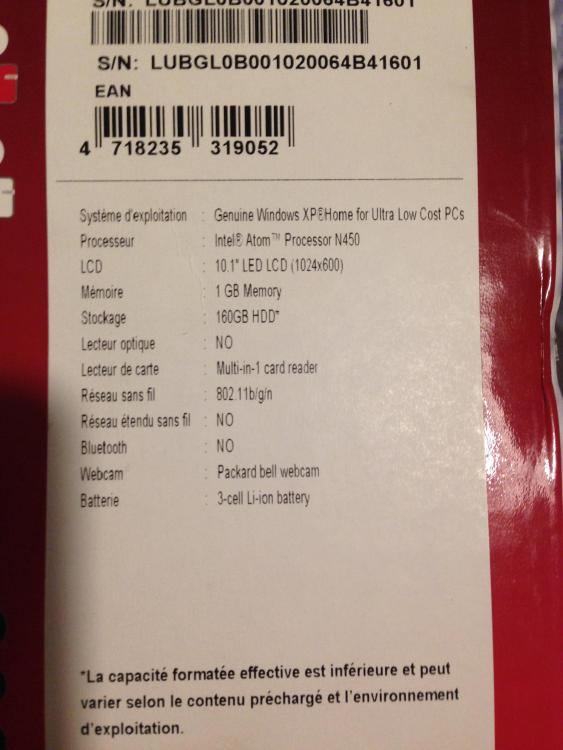 S/N: LUBGL0B001020064B41601
S/N: LUBGL0B001020064B41601
EAN
4 718235 319052
Système d'exploitation : Genuine Windows XP®Home for Ultra Low Cost PCs
Processeur : Intel® Atom™ Processor N450
LCD : 10.1" LED LCD (1024x600)
Mémoire : 1 GB Memory
Stockage : 160GB HDD*
Lecteur optique : NO
Lecteur de carte : Multi-in-1 card reader
Réseau sans fil : 802.11b/g/n
Réseau étendu sans fil : NO
Bluetooth : NO
Webcam : Packard bell webcam
Batterie : 3-cell Li-ion battery
*La capacité formatée effective est inférieure et peut
varier selon le contenu préchargé et l'environnement
d'exploitation.